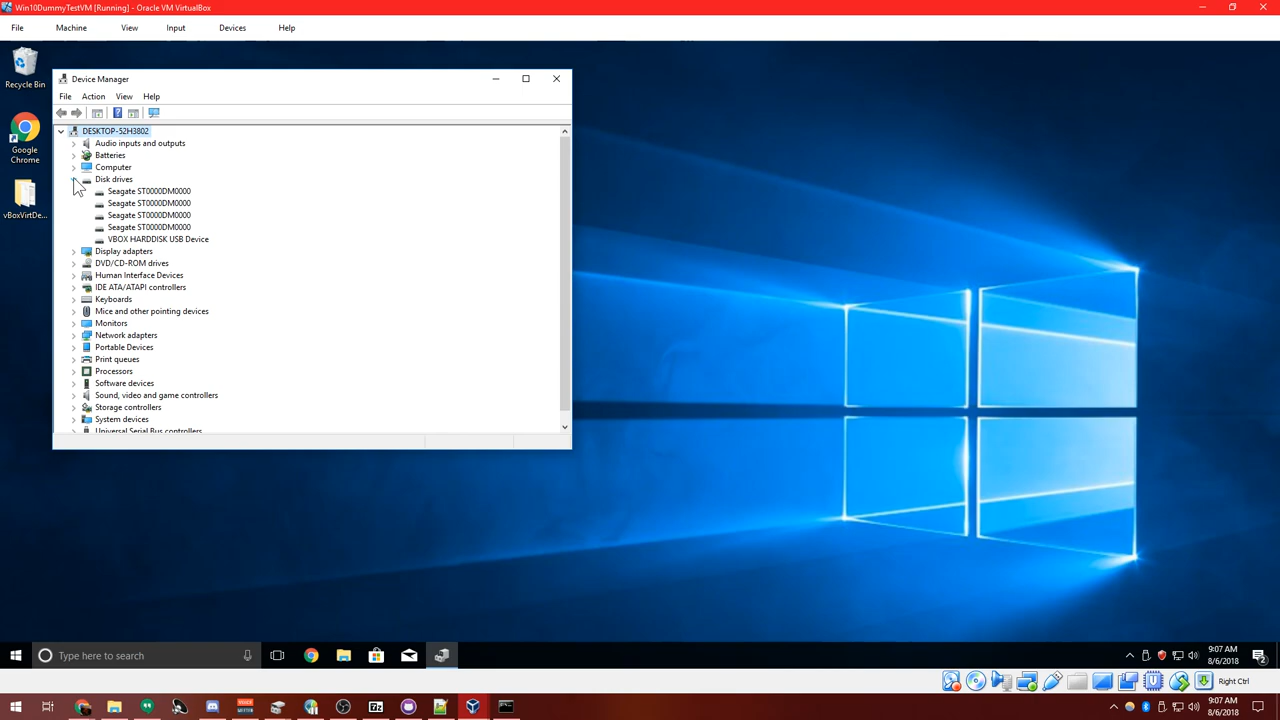 Win10DummyTestVM [Running] - Oracle VM VirtualBox
File Machine View Input Devices Help
Recycle Bin
Google Chrome
vBoxVirtDe...
Device Manager
File Action View Help
DESKTOP-52H3802
Audio inputs and outputs
Batteries
Computer
Disk drives
Seagate ST0000DM0000
Seagate ST0000DM0000
Seagate ST0000DM0000
Seagate ST0000DM0000
VBOX HARDDISK USB Device
Display adapters
DVD/CD-ROM drives
Human Interface Devices
IDE ATA/ATAPI controllers
Keyboards
Mice and other pointing devices
Monitors
Network adapters
Portable Devices
Print queues
Processors
Software devices
Sound, video and game controllers
Storage controllers
System devices
Universal Serial Bus controllers
Type here to search
9:07 AM
8/6/2018
2
Right Ctrl
9:07 AM
8/6/2018